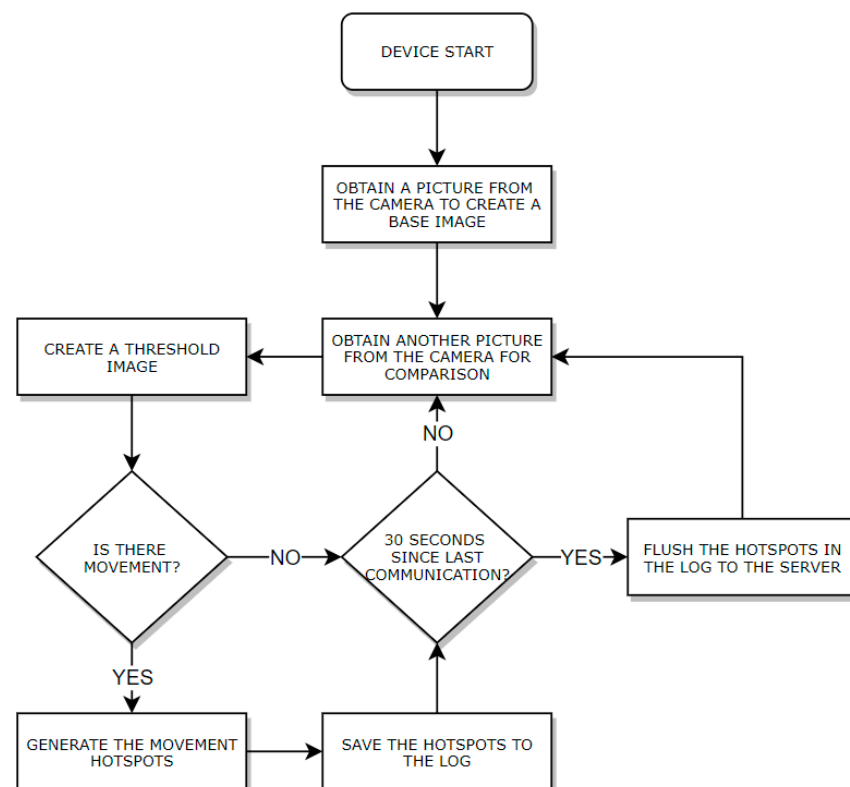 DEVICE START
OBTAIN A PICTURE FROM
THE CAMERA TO CREATE A
BASE IMAGE
CREATE A THRESHOLD
IMAGE
OBTAIN ANOTHER PICTURE
FROM THE CAMERA FOR
COMPARISON
NO
IS THERE
MOVEMENT?
NO
30 SECONDS
SINCE LAST
COMMUNICATION?
YES
FLUSH THE HOTSPOTS IN
THE LOG TO THE SERVER
YES
GENERATE THE MOVEMENT
HOTSPOTS
SAVE THE HOTSPOTS TO
THE LOG